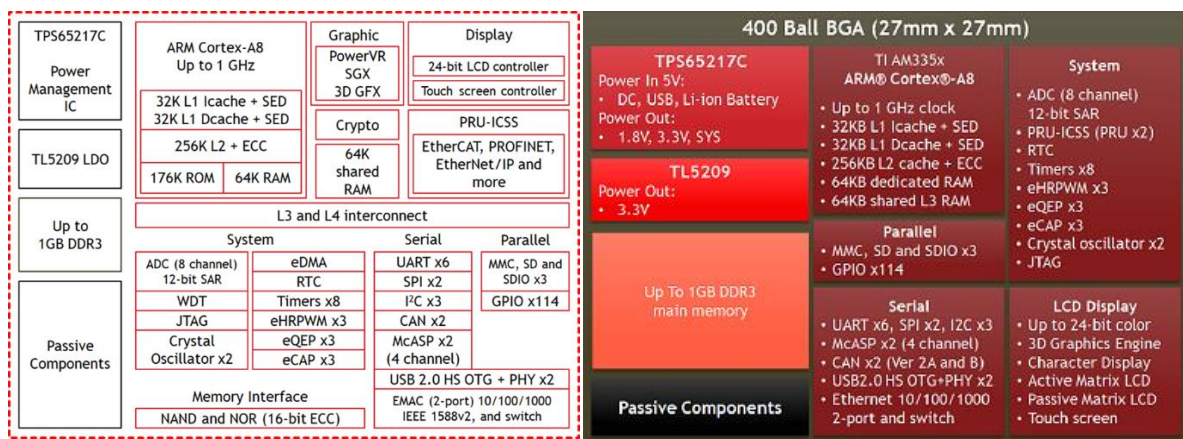 TPS65217C
Power
Management
IC
TL5209 LDO
Up to
1GB DDR3
Passive
Components
ARM Cortex-A8
Up to 1 GHz
32K L1 Icache + SED
32K L1 Dcache + SED
256K L2 + ECC
176K ROM
64K RAM
Graphic
PowerVR
SGX
3D GFX
Crypto
64K
shared
RAM
Display
24-bit LCD controller
Touch screen controller
PRU-ICSS
EtherCAT, PROFINET,
EtherNet/IP and
more
L3 and L4 interconnect
System
ADC (8 channel)
12-bit SAR
WDT
JTAG
Crystal
Oscillator x2
eDMA
RTC
Timers x8
eHRPWM x3
eQEP x3
eCAP x3
Serial
UART x6
SPI x2
I²C x3
CAN x2
McASP x2
(4 channel)
Parallel
MMC, SD and
SDIO x3
GPIO x114
USB 2.0 HS OTG + PHY x2
EMAC (2-port) 10/100/1000
IEEE 1588v2, and switch
Memory Interface
NAND and NOR (16-bit ECC)
400 Ball BGA (27mm x 27mm)
TPS65217C
Power In 5V:
• DC, USB, Li-ion Battery
Power Out:
• 1.8V, 3.3V, SYS
TL5209
Power Out:
• 3.3V
Up To 1GB DDR3
main memory
Passive Components
TI AM335x
ARM® Cortex®-A8
• Up to 1 GHz clock
• 32KB L1 Icache + SED
• 32KB L1 Dcache + SED
• 256KB L2 cache + ECC
• 64KB dedicated RAM
• 64KB shared L3 RAM
Parallel
• MMC, SD and SDIO x3
• GPIO x114
Serial
• UART x6, SPI x2, I2C x3
• McASP x2 (4 channel)
• CAN x2 (Ver 2A and B)
• USB2.0 HS OTG+PHY x2
• Ethernet 10/100/1000
2-port and switch
System
• ADC (8 channel)
12-bit SAR
• PRU-ICSS (PRU x2)
• RTC
• Timers x8
• eHRPWM x3
• eQEP x3
• eCAP x3
• Crystal oscillator x2
• JTAG
LCD Display
• Up to 24-bit color
• 3D Graphics Engine
• Character Display
• Active Matrix LCD
• Passive Matrix LCD
• Touch screen